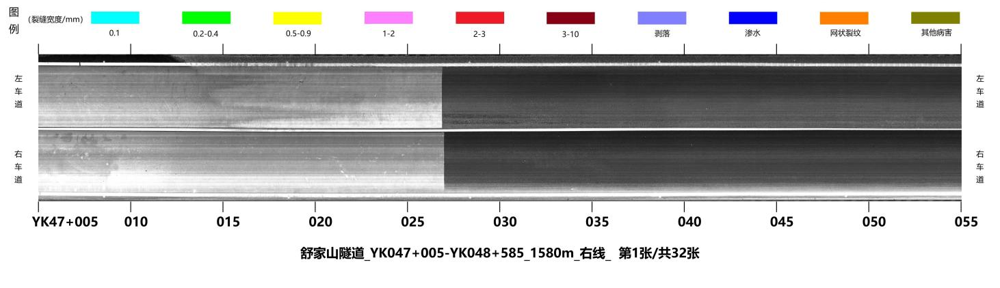 图例
(裂缝宽度/mm)
0.1 0.2-0.4 0.5-0.9 1-2 2-3 3-10 剥落 渗水 网状裂纹 其他病害
左车道 左车道
右车道 右车道
YK47+005 010 015 020 025 030 035 040 045 050 055
舒家山隧道_YK047+005-YK048+585_1580m_右线_ 第1张/共32张